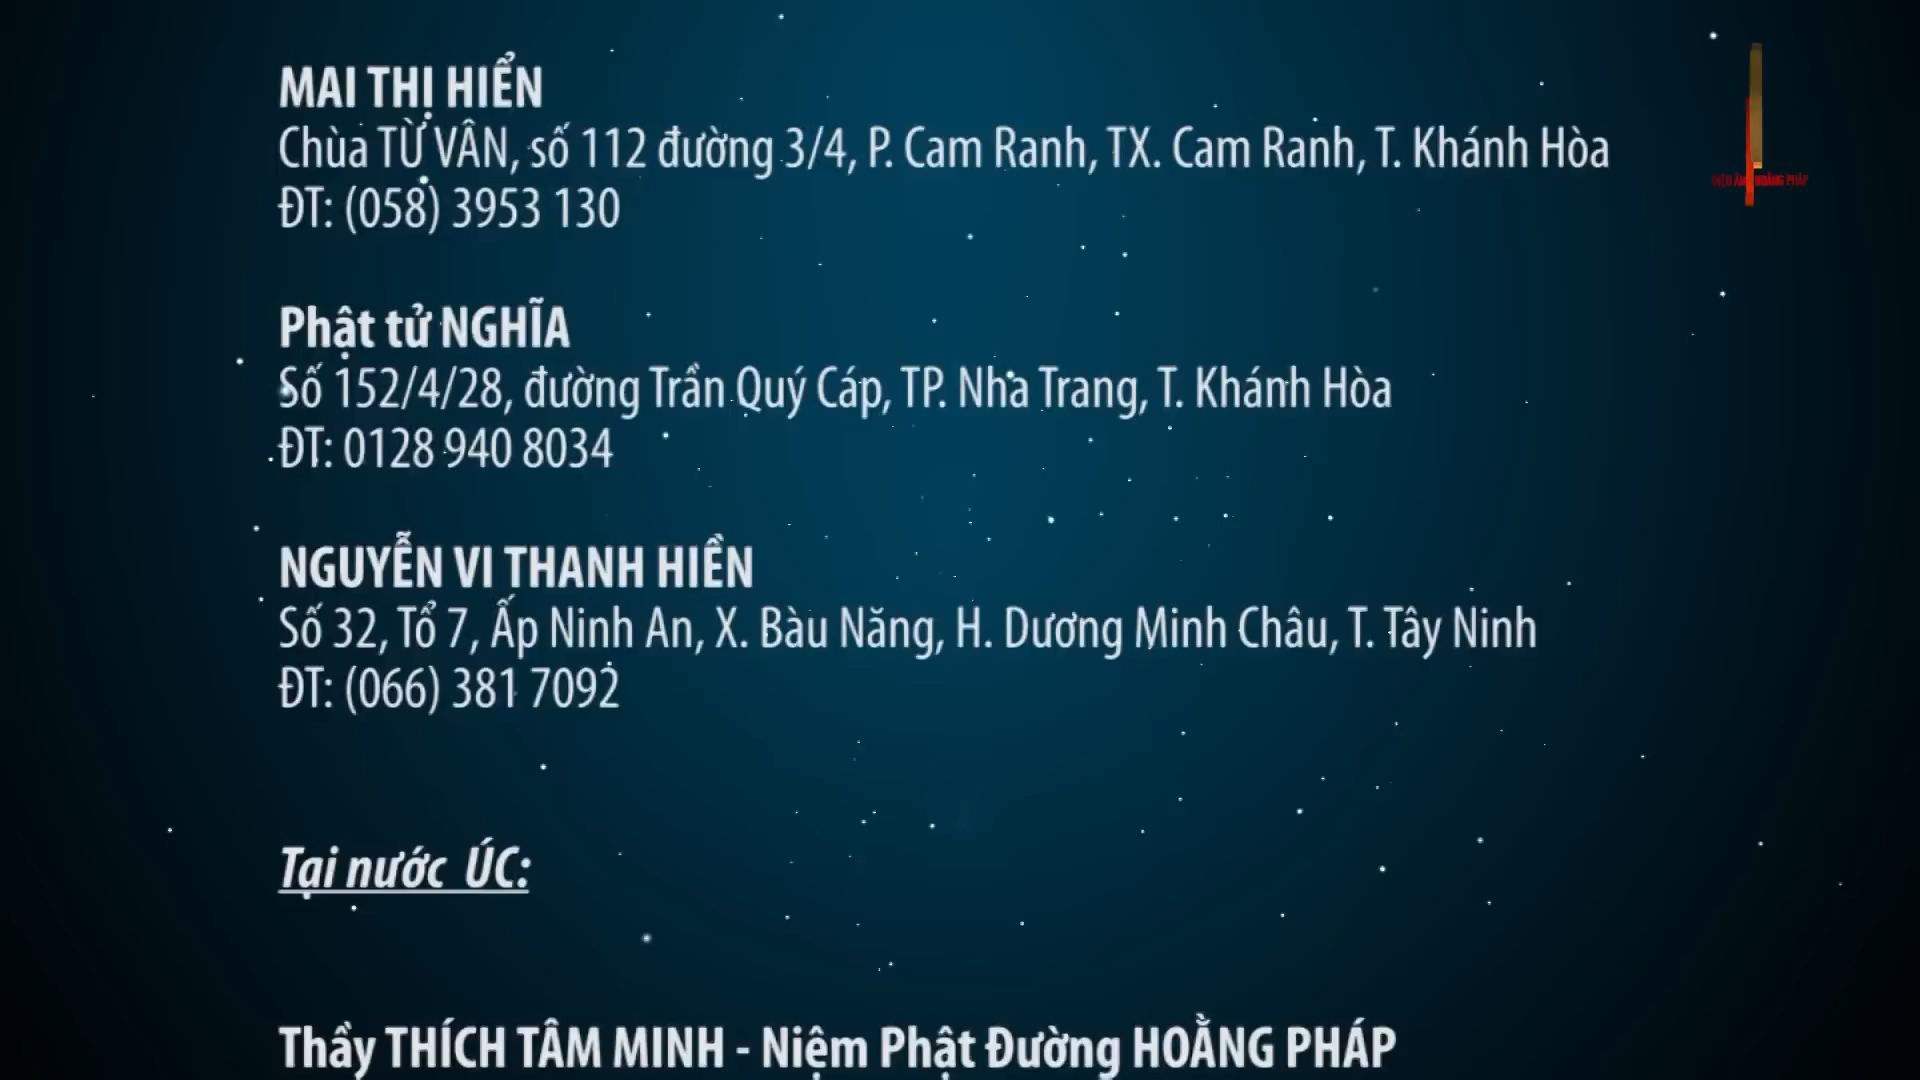 MAI THỊ HIỂN
Chùa TỪ VÂN, số 112 đường 3/4, P. Cam Ranh, TX. Cam Ranh, T. Khánh Hòa
ĐT: (058) 3953 130
Phật tử NGHĨA
Số 152/4/28, đường Trần Quý Cáp, TP. Nha Trang, T. Khánh Hòa
ĐT: 0128 940 8034
NGUYỄN VI THANH HIỀN
Số 32, Tổ 7, Ấp Ninh An, X. Bàu Năng, H. Dương Minh Châu, T. Tây Ninh
ĐT: (066) 381 7092
Tại nước ÚC:
Thầy THÍCH TÂM MINH - Niệm Phật Đường HOẰNG PHÁP
HOẰNG PHÁP